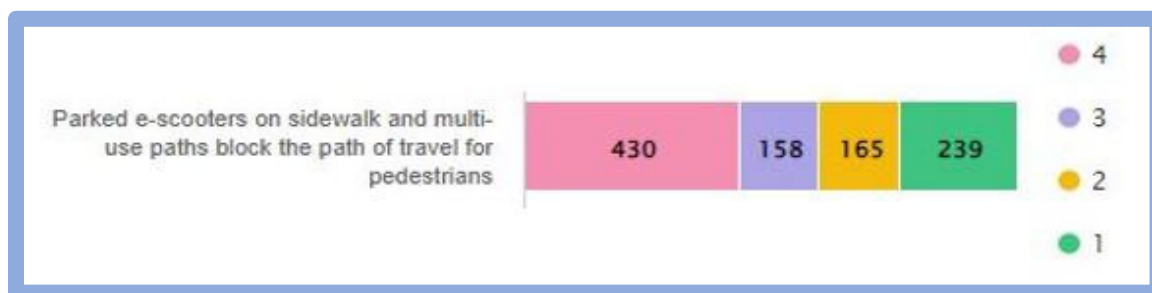 Parked e-scooters on sidewalk and multi-
use paths block the path of travel for
pedestrians
430
158
165
239
4
3
2
1